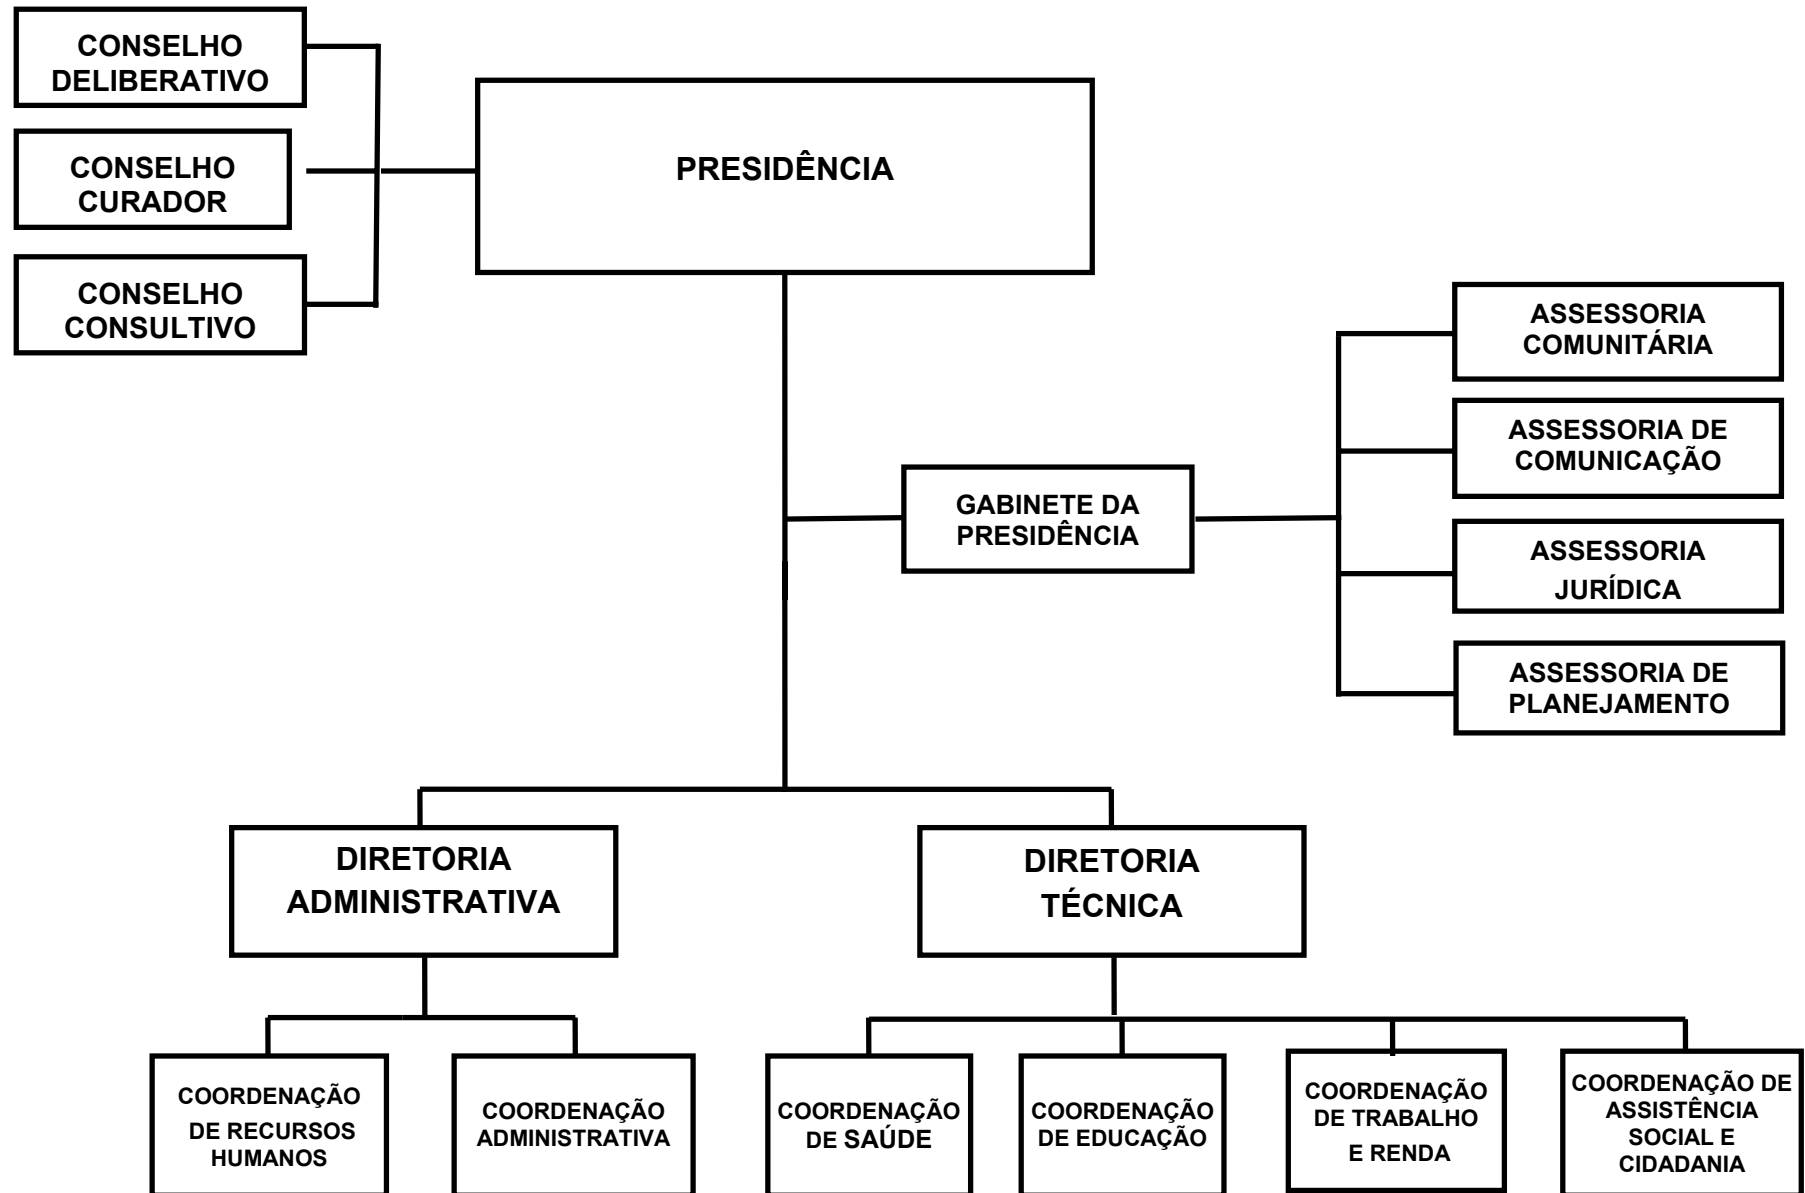 CONSELHO
DELIBERATIVO
CONSELHO
CURADOR
CONSELHO
CONSULTIVO
PRESIDÊNCIA
ASSESSORIA
COMUNITÁRIA
ASSESSORIA DE
COMUNICAÇÃO
GABINETE DA
PRESIDÊNCIA
ASSESSORIA
JURÍDICA
ASSESSORIA DE
PLANEJAMENTO
DIRETORIA
ADMINISTRATIVA
DIRETORIA
TÉCNICA
COORDENAÇÃO
DE RECURSOS
HUMANOS
COORDENAÇÃO
ADMINISTRATIVA
COORDENAÇÃO
DE SAÚDE
COORDENAÇÃO
DE EDUCAÇÃO
COORDENAÇÃO
DE TRABALHO
E RENDA
COORDENAÇÃO DE
ASSISTÊNCIA
SOCIAL E
CIDADANIA